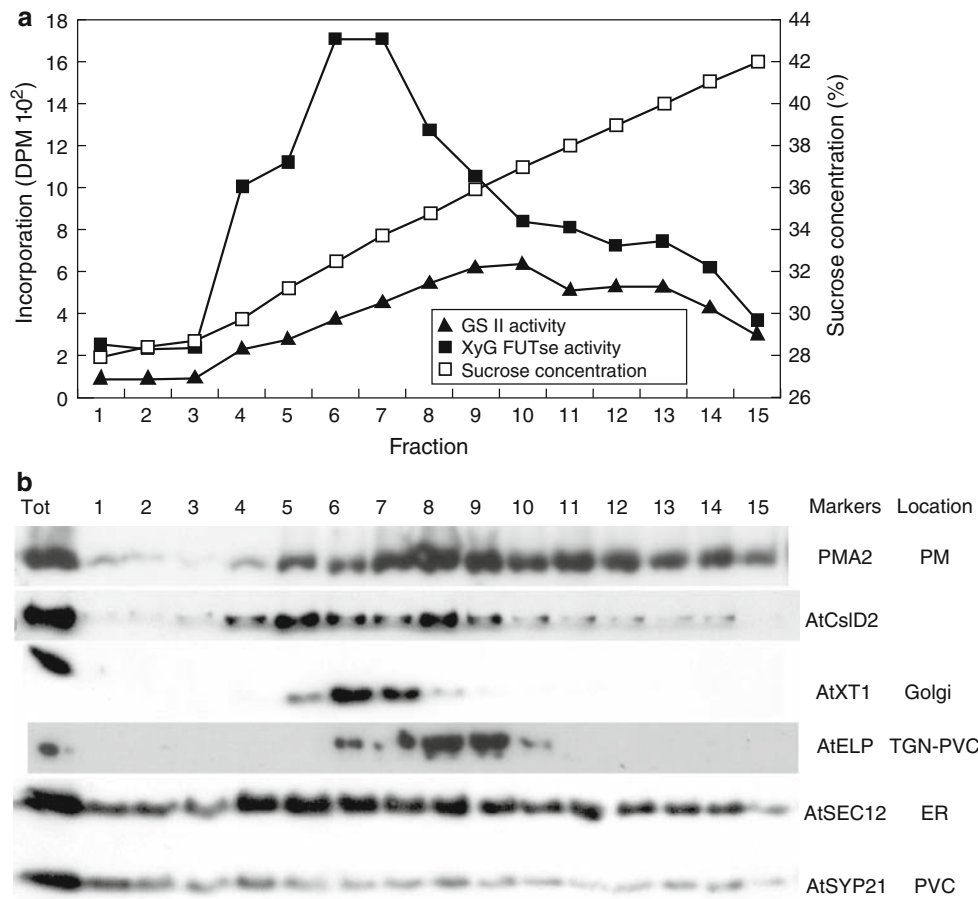 a
18
16
14
12
10
8
6
4
2
0
Incorporation (DPM 1·0²)
44
42
40
38
36
34
32
30
28
26
Sucrose concentration (%)
GS II activity
XyG FUTse activity
Sucrose concentration
1 2 3 4 5 6 7 8 9 10 11 12 13 14 15
Fraction
b
Tot 1 2 3 4 5 6 7 8 9 10 11 12 13 14 15 Markers Location
PMA2 PM
AtCslD2
AtXT1 Golgi
AtELP TGN-PVC
AtSEC12 ER
AtSYP21 PVC